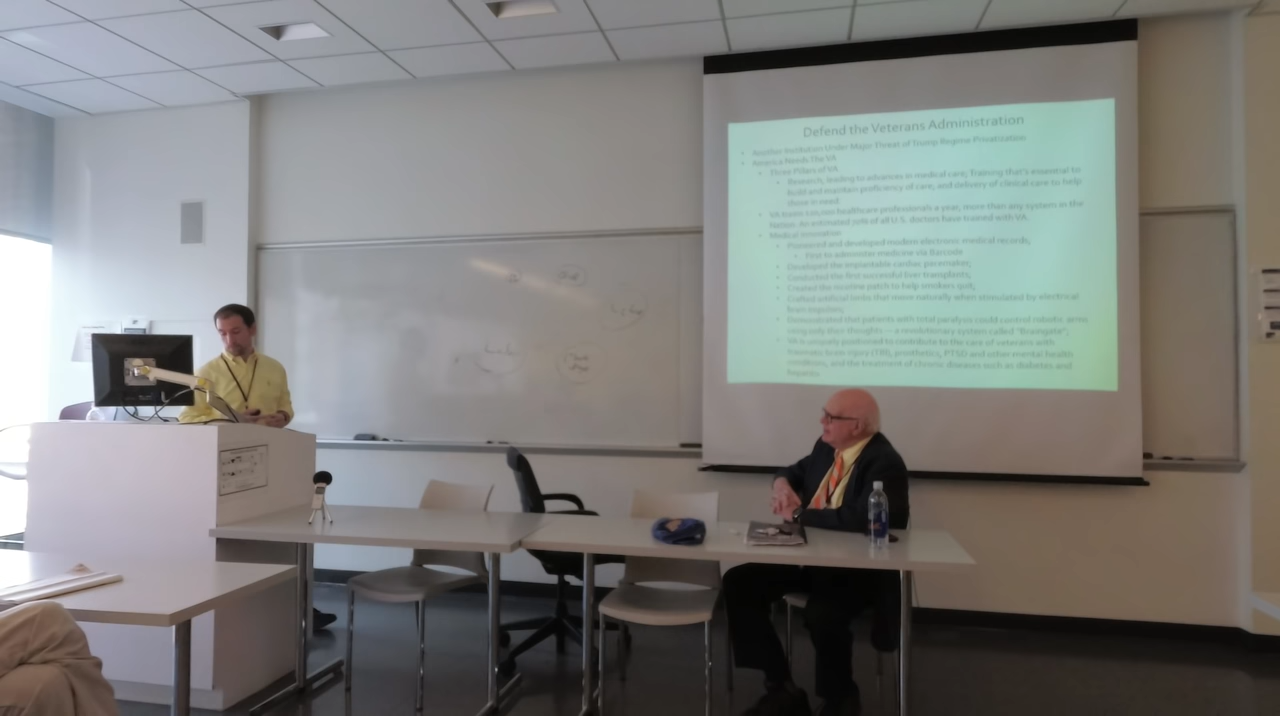 Defend the Veterans Administration
Another Institution Under Major Threat of Trump Regime Privatization
America Needs The VA
Three Pillars of VA
Research, leading to advances in medical care; Training that's essential to
build and maintain proficiency of care; and delivery of clinical care to help
those in need
VA trains healthcare professionals a year, more than any system in the
Nation. An estimated 70% of all U.S. doctors have trained with VA.
Medical Innovation
Pioneered and developed modern electronic medical records;
First to administer medicine via Barcode
Developed the implantable cardiac pacemaker;
Conducted the first successful liver transplants;
Created the nicotine patch to help smokers quit;
Crafted artificial limbs that move naturally when stimulated by electrical
brain impulses;
Demonstrated that patients with total paralysis could control robotic arms
using only their thoughts — a revolutionary system called "Braingate";
VA is uniquely positioned to contribute to the care of veterans with
traumatic brain injury (TBI), prosthetics, PTSD and other mental health
conditions, and the treatment of chronic diseases such as diabetes and
hepatitis